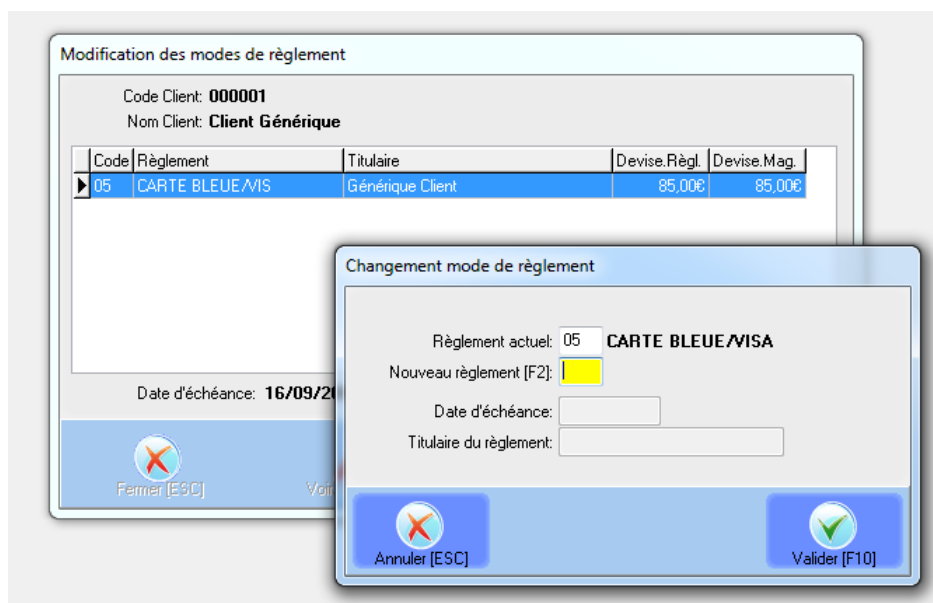 Modification des modes de règlement
Code Client: 000001
Nom Client: Client Générique
Code Règlement Titulaire Devise.Règl. Devise.Mag.
05 CARTE BLEUE/VIS Générique Client 85,00€ 85,00€
Date d'échéance: 16/09/20
Fermer [ESC] Voir
Changement mode de règlement
Règlement actuel: 05 CARTE BLEUE/VISA
Nouveau règlement [F2]:
Date d'échéance:
Titulaire du règlement:
Annuler [ESC] Valider [F10]